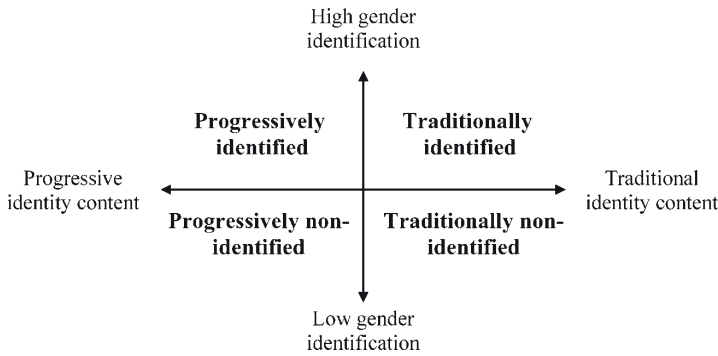 High gender
identification
Progressively
identified
Traditionally
identified
Progressive
identity content
Traditional
identity content
Progressively non-
identified
Traditionally non-
identified
Low gender
identification